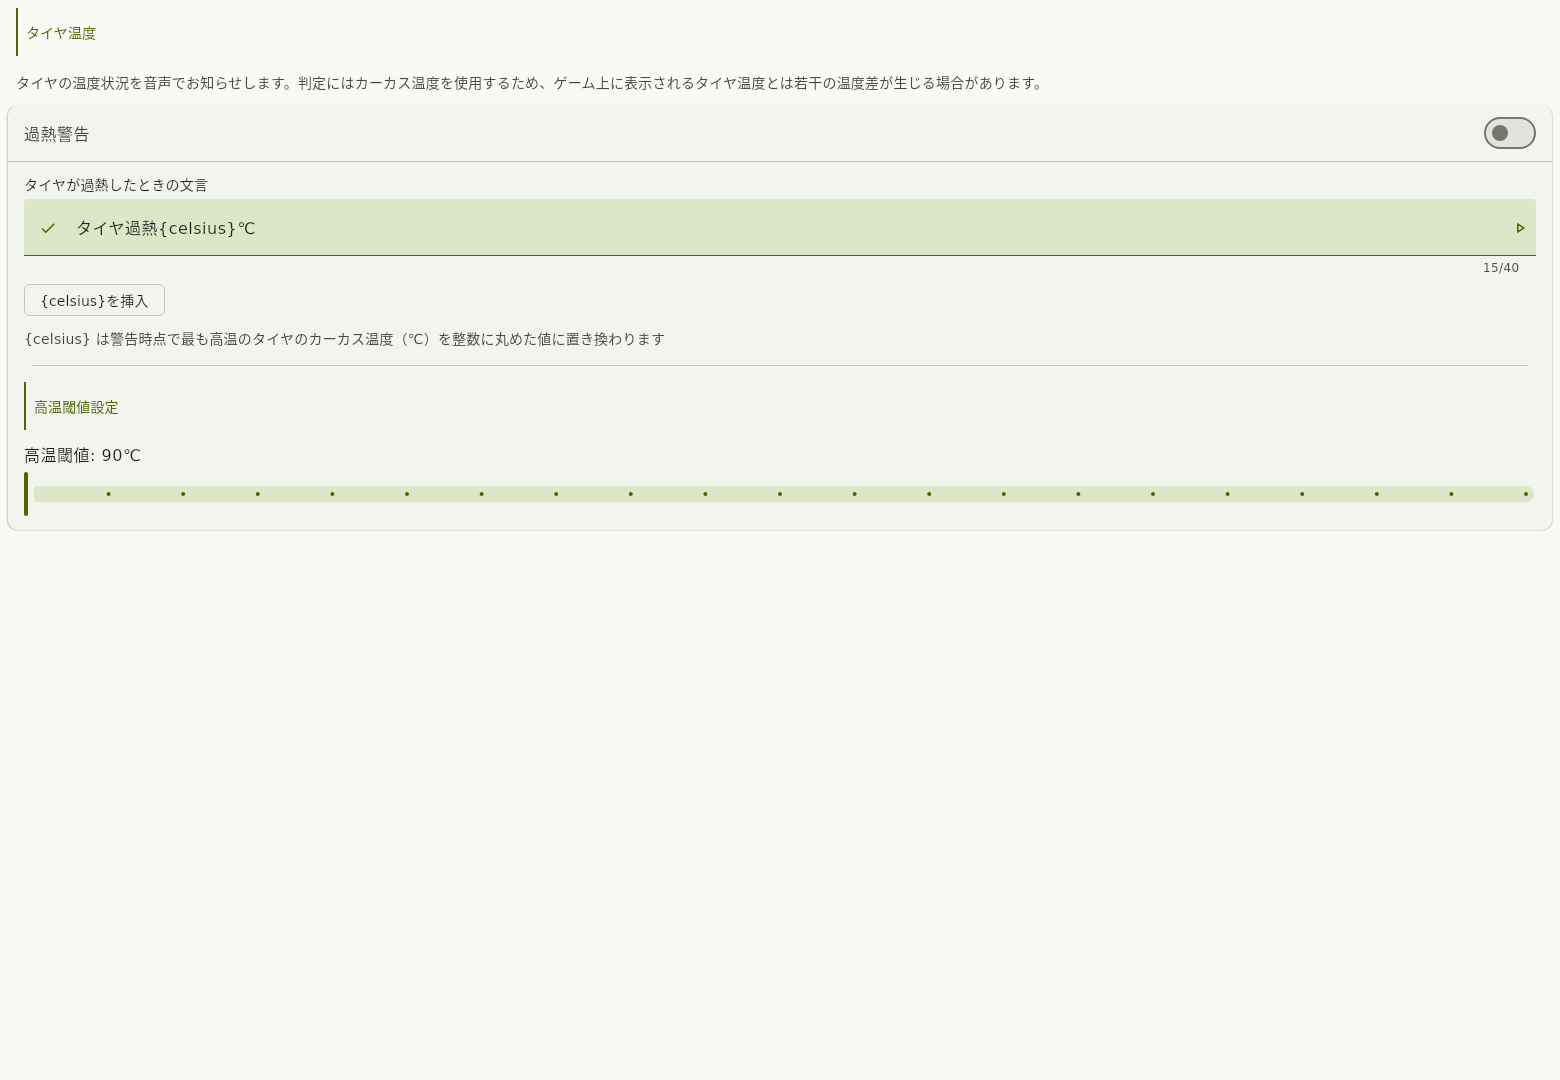 タイヤ温度
タイヤの温度状況を音声でお知らせします。判定にはカーカス温度を使用するため、ゲーム上に表示されるタイヤ温度とは若干の温度差が生じる場合があります。
過熱警告
タイヤが過熱したときの文言
タイヤ過熱{celsius}℃
15/40
{celsius}を挿入
{celsius} は警告時点で最も高温のタイヤのカーカス温度（℃）を整数に丸めた値に置き換わります
高温閾値設定
高温閾値: 90℃